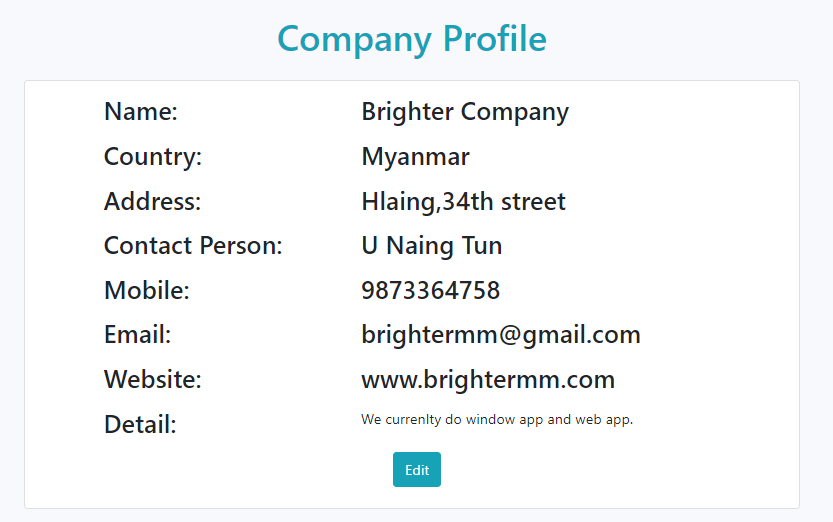 Company Profile
Name: Brighter Company
Country: Myanmar
Address: Hlaing,34th street
Contact Person: U Naing Tun
Mobile: 9873364758
Email: brightermm@gmail.com
Website: www.brightermm.com
Detail: We currenlty do window app and web app.
Edit